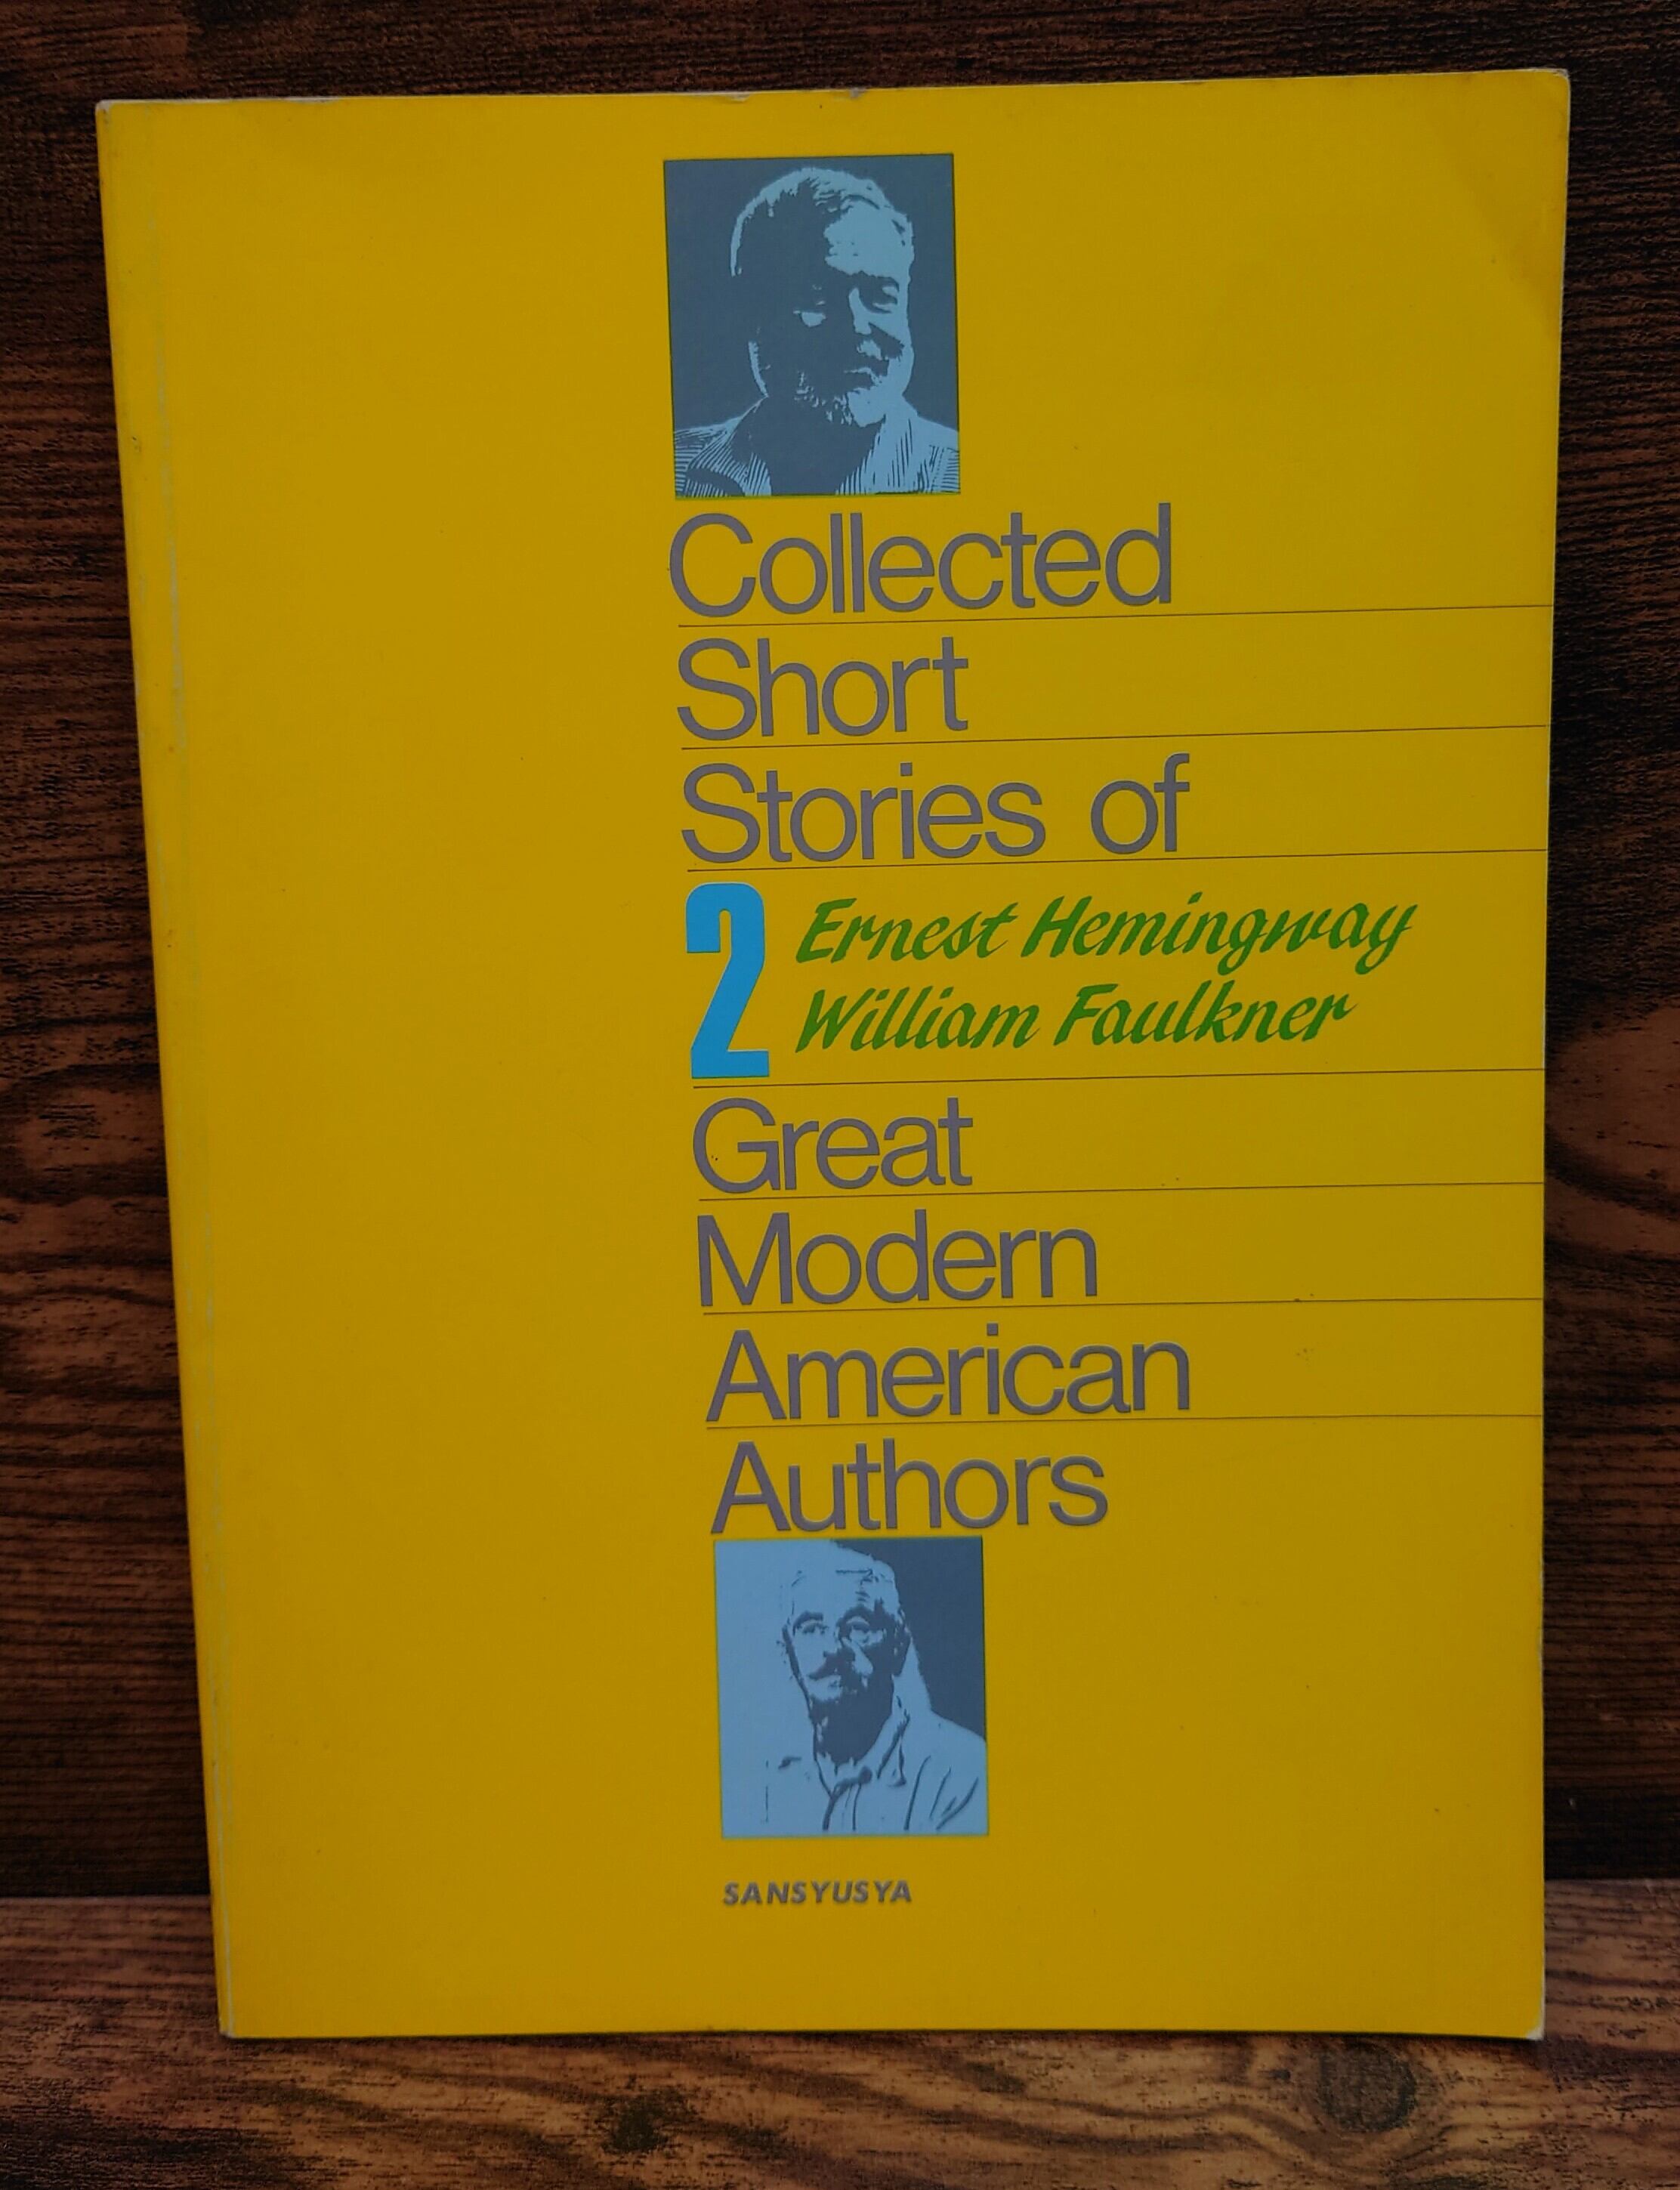 Collected
Short
Stories of
2 Ernest Hemingway
William Faulkner
Great
Modern
American
Authors
SANSYUSYA